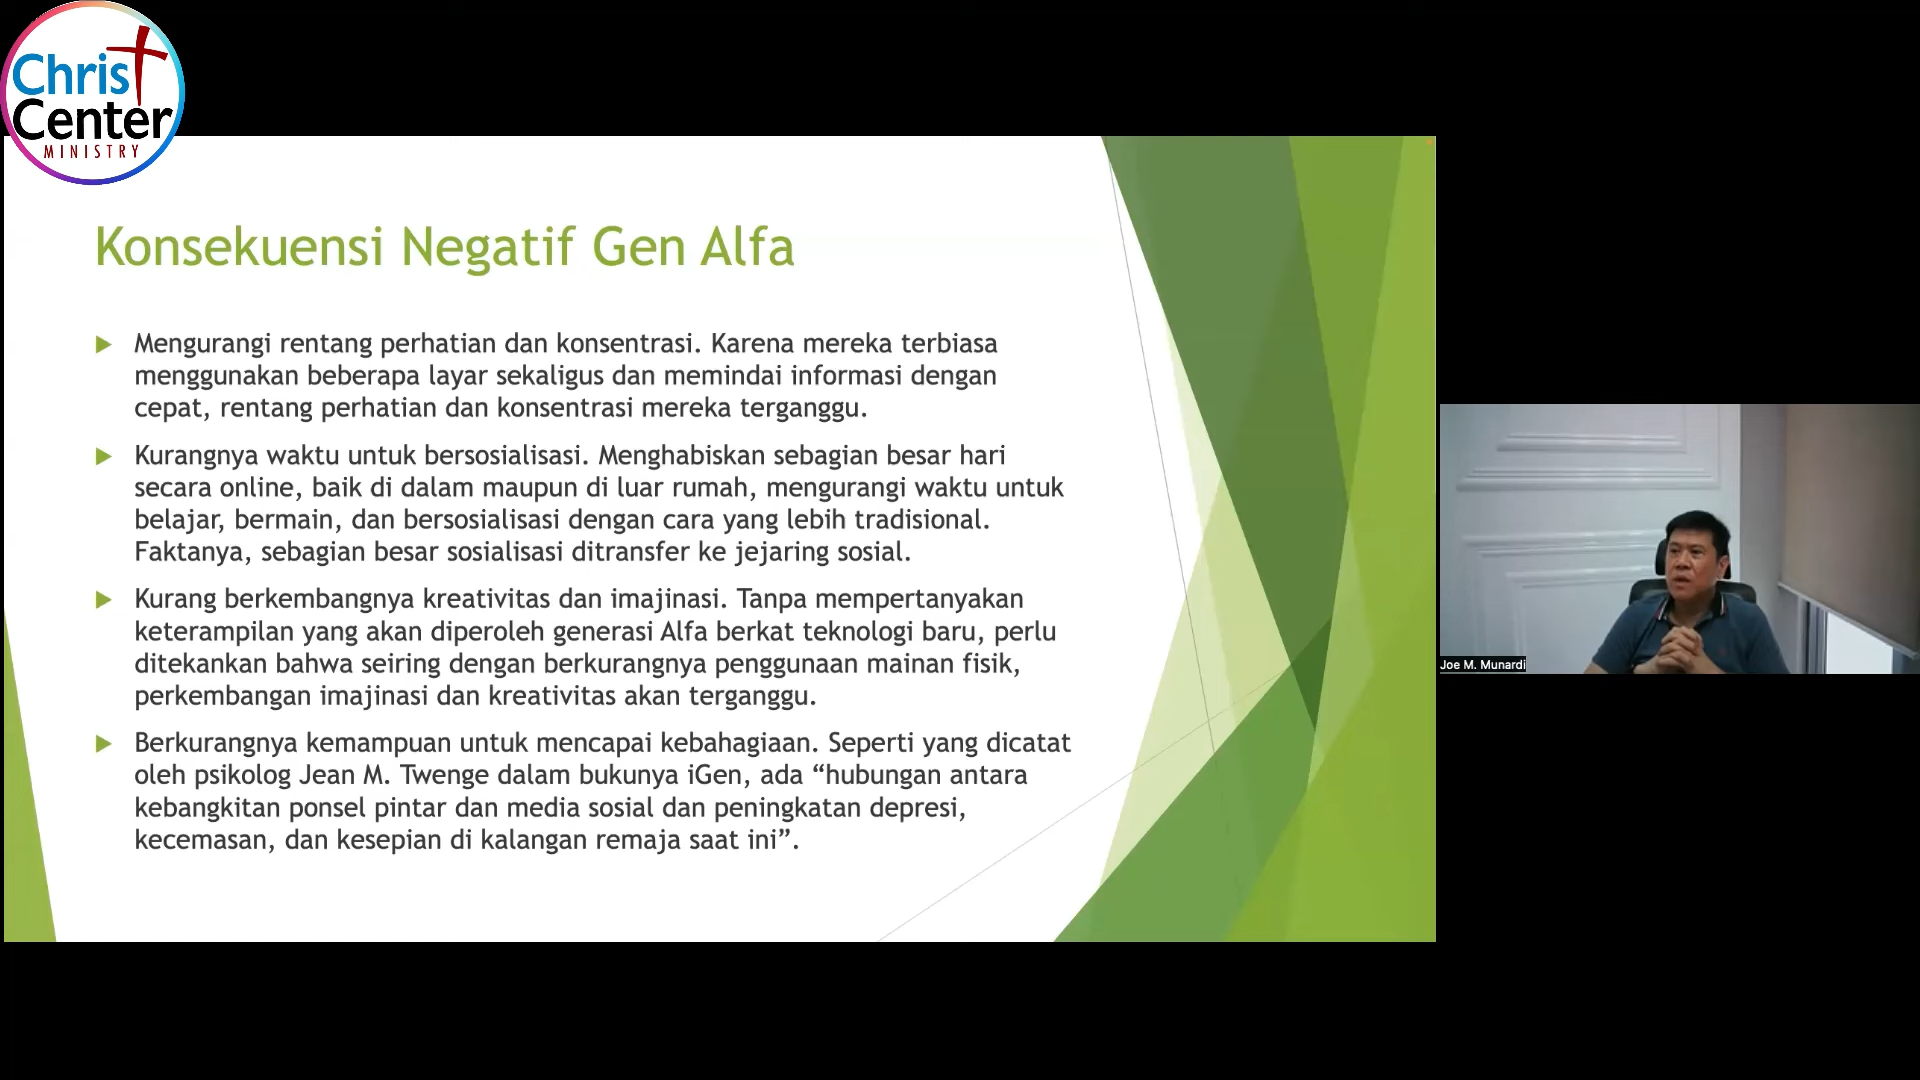 Chris
Center
MINISTRY
Konsekuensi Negatif Gen Alfa
Mengurangi rentang perhatian dan konsentrasi. Karena mereka terbiasa
menggunakan beberapa layar sekaligus dan memindai informasi dengan
cepat, rentang perhatian dan konsentrasi mereka terganggu.
Kurangnya waktu untuk bersosialisasi. Menghabiskan sebagian besar hari
secara online, baik di dalam maupun di luar rumah, mengurangi waktu untuk
belajar, bermain, dan bersosialisasi dengan cara yang lebih tradisional.
Faktanya, sebagian besar sosialisasi ditransfer ke jejaring sosial.
Kurang berkembangnya kreativitas dan imajinasi. Tanpa mempertanyakan
keterampilan yang akan diperoleh generasi Alfa berkat teknologi baru, perlu
ditekankan bahwa seiring dengan berkurangnya penggunaan mainan fisik,
perkembangan imajinasi dan kreativitas akan terganggu.
Berkurangnya kemampuan untuk mencapai kebahagiaan. Seperti yang dicatat
oleh psikolog Jean M. Twenge dalam bukunya iGen, ada “hubungan antara
kebangkitan ponsel pintar dan media sosial dan peningkatan depresi,
kecemasan, dan kesepian di kalangan remaja saat ini”.
Joe M. Munardi